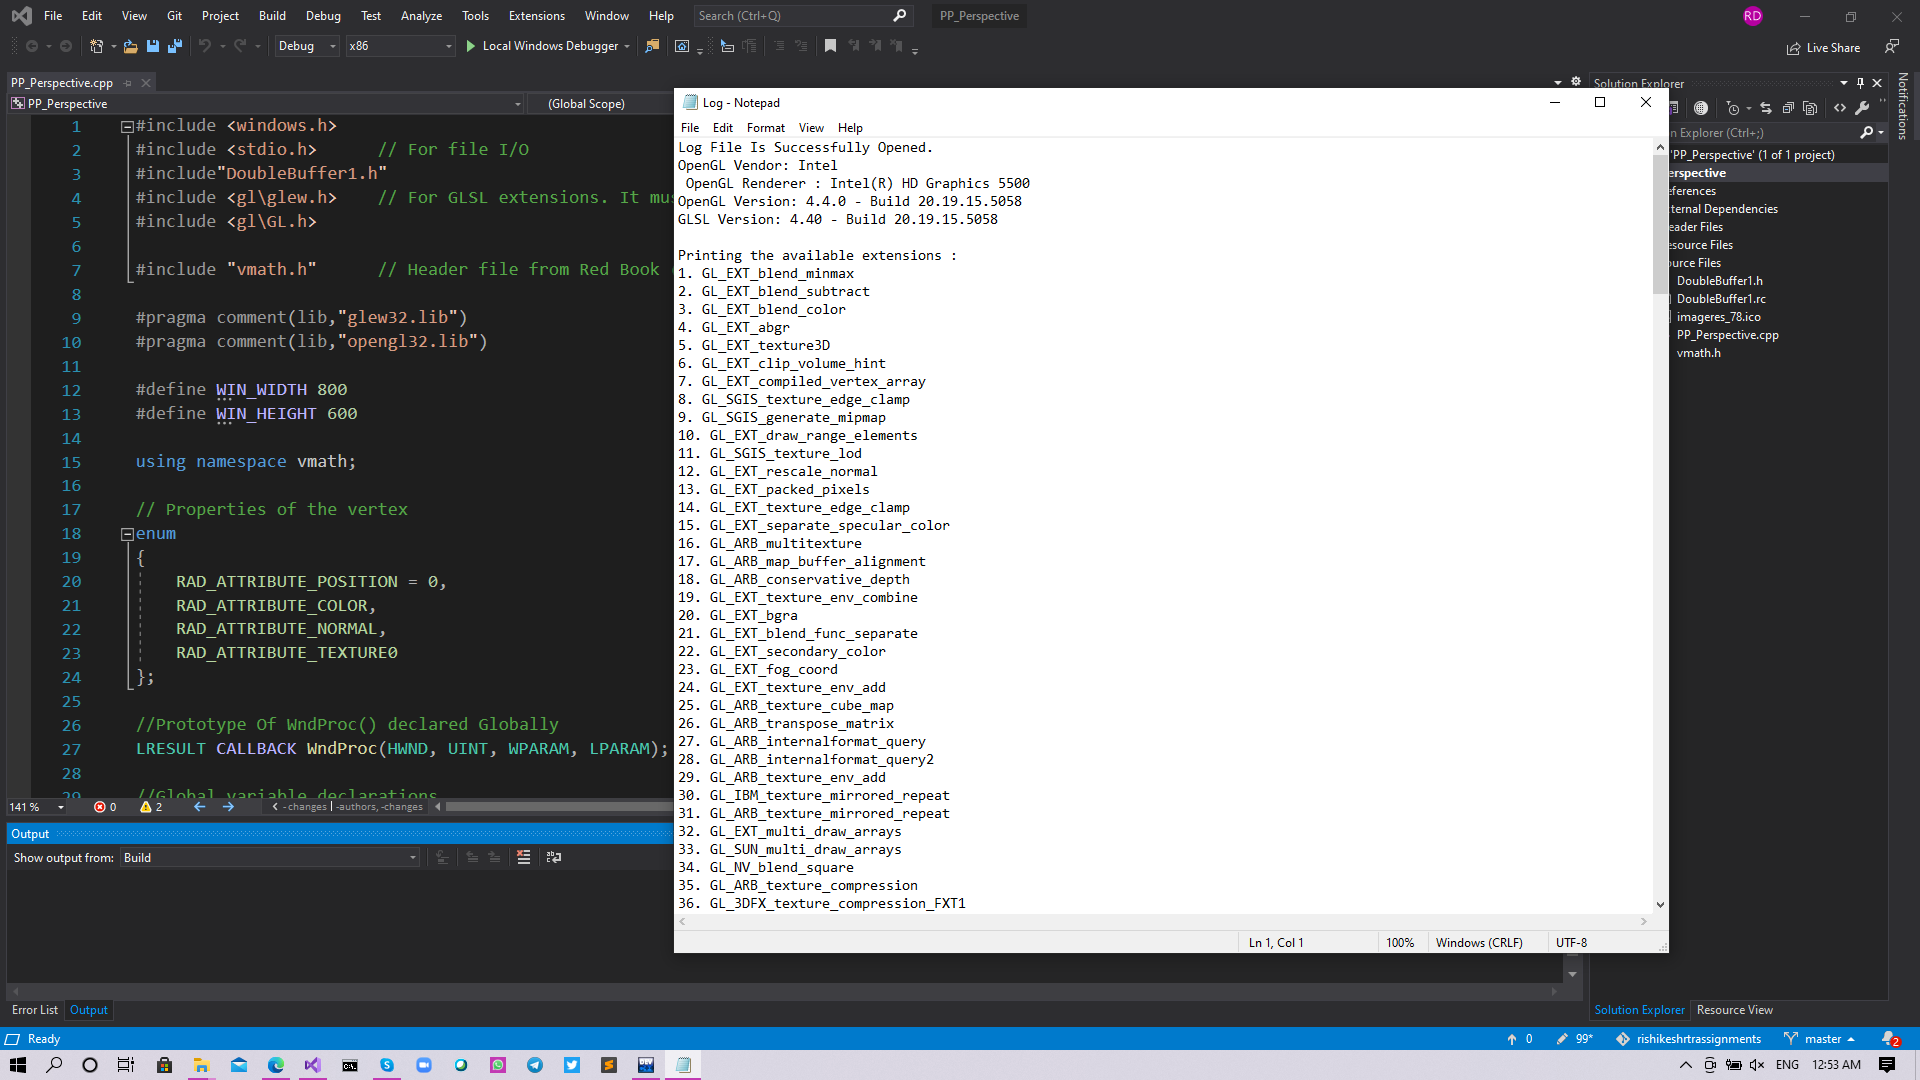 File Edit View Git Project Build Debug Test Analyze Tools Extensions Window Help Search (Ctrl+Q) PP_Perspective RD
Debug x86 Local Windows Debugger Live Share
PP_Perspective.cpp
PP_Perspective (Global Scope)
1 #include <windows.h>
2 #include <stdio.h> // For file I/O
3 #include"DoubleBuffer1.h"
4 #include <gl\glew.h> // For GLSL extensions. It mu
5 #include <gl\GL.h>
6
7 #include "vmath.h" // Header file from Red Book
8
9 #pragma comment(lib,"glew32.lib")
10 #pragma comment(lib,"opengl32.lib")
11
12 #define WIN_WIDTH 800
13 #define WIN_HEIGHT 600
14
15 using namespace vmath;
16
17 // Properties of the vertex
18 enum
19 {
20 RAD_ATTRIBUTE_POSITION = 0,
21 RAD_ATTRIBUTE_COLOR,
22 RAD_ATTRIBUTE_NORMAL,
23 RAD_ATTRIBUTE_TEXTURE0
24 };
25
26 //Prototype Of WndProc() declared Globally
27 LRESULT CALLBACK WndProc(HWND, UINT, WPARAM, LPARAM);
28
29 //Global variable declarations
141 % 0 2 - changes | -authors, -changes
Output
Show output from: Build
Error List Output
Log - Notepad
File Edit Format View Help
Log File Is Successfully Opened.
OpenGL Vendor: Intel
OpenGL Renderer : Intel(R) HD Graphics 5500
OpenGL Version: 4.4.0 - Build 20.19.15.5058
GLSL Version: 4.40 - Build 20.19.15.5058
Printing the available extensions :
1. GL_EXT_blend_minmax
2. GL_EXT_blend_subtract
3. GL_EXT_blend_color
4. GL_EXT_abgr
5. GL_EXT_texture3D
6. GL_EXT_clip_volume_hint
7. GL_EXT_compiled_vertex_array
8. GL_SGIS_texture_edge_clamp
9. GL_SGIS_generate_mipmap
10. GL_EXT_draw_range_elements
11. GL_SGIS_texture_lod
12. GL_EXT_rescale_normal
13. GL_EXT_packed_pixels
14. GL_EXT_texture_edge_clamp
15. GL_EXT_separate_specular_color
16. GL_ARB_multitexture
17. GL_ARB_map_buffer_alignment
18. GL_ARB_conservative_depth
19. GL_EXT_texture_env_combine
20. GL_EXT_bgra
21. GL_EXT_blend_func_separate
22. GL_EXT_secondary_color
23. GL_EXT_fog_coord
24. GL_EXT_texture_env_add
25. GL_ARB_texture_cube_map
26. GL_ARB_transpose_matrix
27. GL_ARB_internalformat_query
28. GL_ARB_internalformat_query2
29. GL_ARB_texture_env_add
30. GL_IBM_texture_mirrored_repeat
31. GL_ARB_texture_mirrored_repeat
32. GL_EXT_multi_draw_arrays
33. GL_SUN_multi_draw_arrays
34. GL_NV_blend_square
35. GL_ARB_texture_compression
36. GL_3DFX_texture_compression_FXT1
Ln 1, Col 1 100% Windows (CRLF) UTF-8
Solution Explorer
n Explorer (Ctrl+;)
'PP_Perspective' (1 of 1 project)
erspective
eferences
ternal Dependencies
eader Files
esource Files
ource Files
DoubleBuffer1.h
DoubleBuffer1.rc
imageres_78.ico
PP_Perspective.cpp
vmath.h
Solution Explorer Resource View
Notifications
Ready 0 99* rishikeshrtrassignments master 2
ENG 12:53 AM